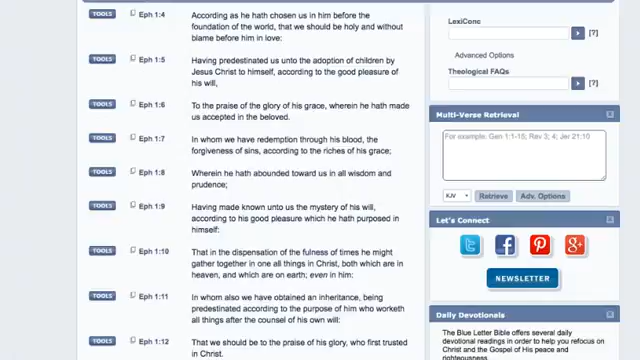 TOOLS Eph 1:4 According as he hath chosen us in him before the
foundation of the world, that we should be holy and without
blame before him in love:
TOOLS Eph 1:5 Having predestinated us unto the adoption of children by
Jesus Christ to himself, according to the good pleasure of
his will,
TOOLS Eph 1:6 To the praise of the glory of his grace, wherein he hath made
us accepted in the beloved.
TOOLS Eph 1:7 In whom we have redemption through his blood, the
forgiveness of sins, according to the riches of his grace;
TOOLS Eph 1:8 Wherein he hath abounded toward us in all wisdom and
prudence;
TOOLS Eph 1:9 Having made known unto us the mystery of his will,
according to his good pleasure which he hath purposed in
himself:
TOOLS Eph 1:10 That in the dispensation of the fulness of times he might
gather together in one all things in Christ, both which are in
heaven, and which are on earth; even in him:
TOOLS Eph 1:11 In whom also we have obtained an inheritance, being
predestinated according to the purpose of him who worketh
all things after the counsel of his own will:
TOOLS Eph 1:12 That we should be to the praise of his glory, who first trusted
in Christ.
LexiConc
[?]
Advanced Options
Theological FAQs
[?]
Multi-Verse Retrieval
For example. Gen 1:1-15; Rev 3; 4; Jer 21:10
KJV Retrieve Adv. Options
Let's Connect
NEWSLETTER
Daily Devotionals
The Blue Letter Bible offers several daily
devotional readings in order to help you refocus on
Christ and the Gospel of His peace and
righteousness.